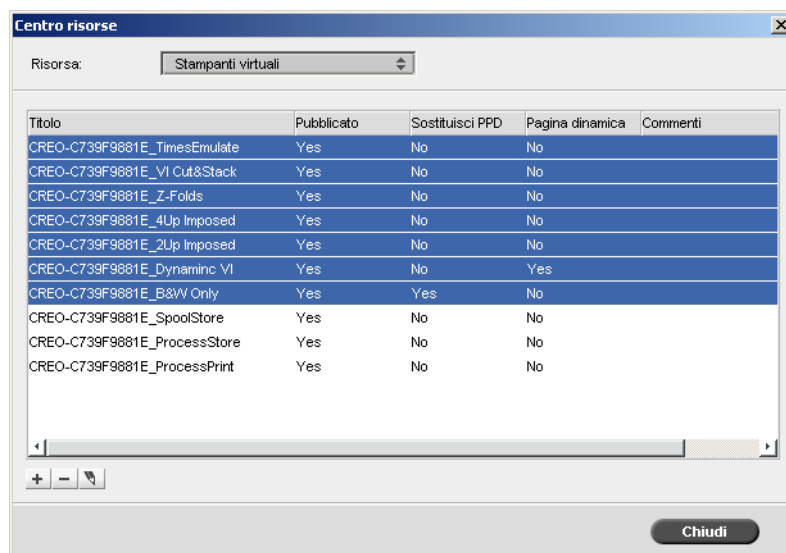 Centro risorse
Risorsa: Stampanti virtuali
Titolo Pubblicato Sostituisci PPD Pagina dinamica Commenti
CREO-C739F9881E_TimesEmulate Yes No No
CREO-C739F9881E_VI Cut&Stack Yes No No
CREO-C739F9881E_Z-Folds Yes No No
CREO-C739F9881E_4Up Imposed Yes No No
CREO-C739F9881E_2Up Imposed Yes No No
CREO-C739F9881E_Dynaminc VI Yes No Yes
CREO-C739F9881E_B&W Only Yes Yes No
CREO-C739F9881E_SpoolStore Yes No No
CREO-C739F9881E_ProcessStore Yes No No
CREO-C739F9881E_ProcessPrint Yes No No
Chiudi